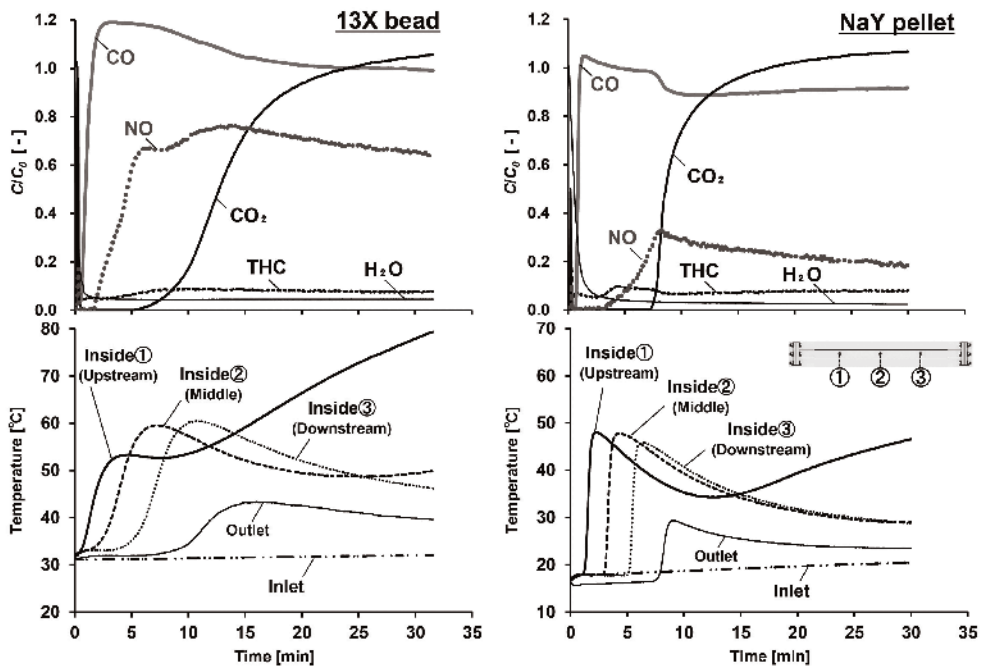 13X bead
1.2
1.0
0.8
0.6
0.4
0.2
0.0
C/C0 [ - ]
CO
NO
CO2
THC
H2O
NaY pellet
1.2
1.0
0.8
0.6
0.4
0.2
0.0
C/C0 [ - ]
CO
CO2
NO
THC
H2O
80
70
60
50
40
30
20
Temperature [°C]
Inside①
(Upstream)
Inside②
(Middle)
Inside③
(Downstream)
Outlet
Inlet
0 5 10 15 20 25 30 35
Time [min]
70
60
50
40
30
20
10
Temperature [°C]
Inside①
(Upstream)
Inside②
(Middle)
Inside③
(Downstream)
① ② ③
Outlet
Inlet
0 5 10 15 20 25 30 35
Time [min]